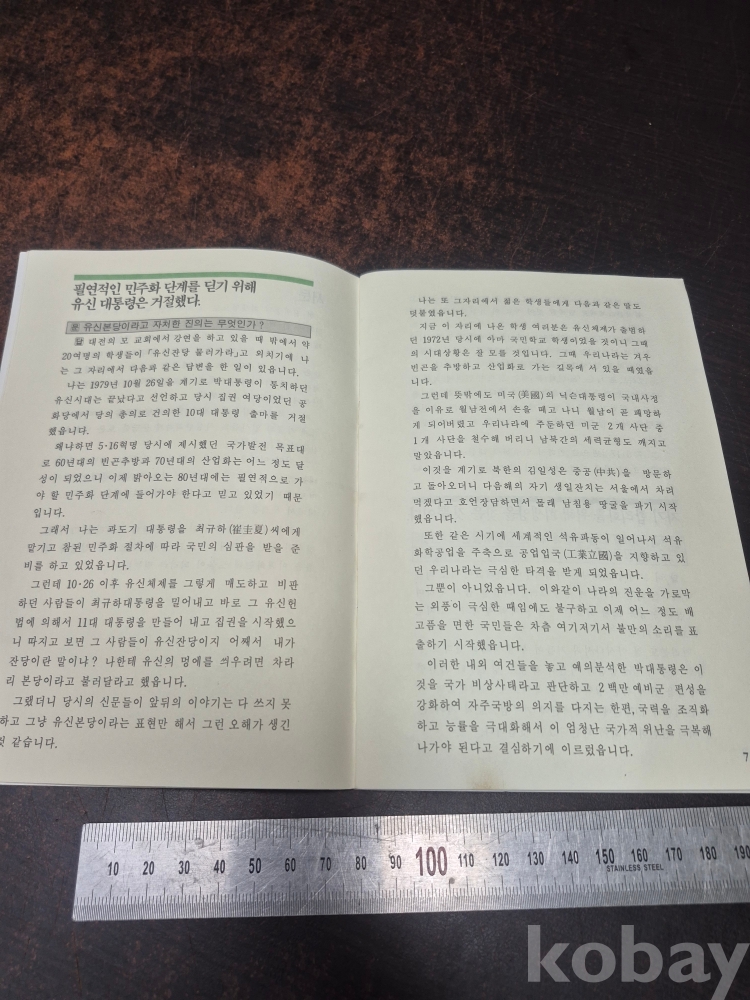 필연적인 민주화 단계를 딛기 위해
유신 대통령은 거절했다.
문 유신본당이라고 자처한 진의는 무엇인가?
답 대전의 모 교회에서 강연을 하고 있을 때 밖에서 약
20여명의 학생들이 「유신잔당 물러가라」고 외치기에 나
는 그 자리에서 다음과 같은 답변을 한 일이 있읍니다.
나는 1979년 10월 26일을 계기로 박대통령이 통치하던
유신시대는 끝났다고 선언하고 당시 집권 여당이었던 공
화당에서 당의 총의로 건의한 10대 대통령 출마를 거절
했읍니다.
왜냐하면 5·16혁명 당시에 제시했던 국가발전 목표대
로 60년대의 빈곤추방과 70년대의 산업화는 어느 정도 달
성이 되었으니 이제 밝아오는 80년대에는 필연적으로 가
야 할 민주화 단계에 들어가야 한다고 믿고 있었기 때문
입니다.
그래서 나는 과도기 대통령을 최규하(崔圭夏)씨에게
맡기고 참된 민주화 절차에 따라 국민의 심판을 받을 준
비를 하고 있었읍니다.
그런데 10·26 이후 유신체제를 그렇게 매도하고 비판
하던 사람들이 최규하대통령을 밀어내고 바로 그 유신헌
법에 의해서 11대 대통령을 만들어 내고 집권을 시작했으
니 따지고 보면 그 사람들이 유신잔당이지 어째서 내가
잔당이란 말이냐? 나한테 유신의 멍에를 씌우려면 차라
리 본당이라고 불러달라고 했읍니다.
그랬더니 당시의 신문들이 앞뒤의 이야기는 다 쓰지 못
하고 그냥 유신본당이라는 표현만 해서 그런 오해가 생긴
것 같습니다.
나는 또 그자리에서 젊은 학생들에게 다음과 같은 말도
덧붙였읍니다.
지금 이 자리에 나온 학생 여러분은 유신체제가 출범하
던 1972년 당시에 아마 국민학교 학생이었을 것이니 그때
의 시대상황은 잘 모를 것입니다. 그때 우리나라는 겨우
빈곤을 추방하고 산업화로 가는 길목에 서 있을 때였읍
니다.
그런데 뜻밖에도 미국(美國)의 닉슨대통령이 국내사정
을 이유로 월남전에서 손을 떼고 나니 월남이 곧 패망하
게 되어버렸고 우리나라에 주둔하던 미군 2개 사단 중
1개 사단을 철수해 버리니 남북간의 세력균형도 깨지고
말았읍니다.
이것을 계기로 북한의 김일성은 중공(中共)을 방문하
고 돌아오더니 다음해의 자기 생일잔치는 서울에서 차려
먹겠다고 호언장담하면서 몰래 남침용 땅굴을 파기 시작
했읍니다.
또한 같은 시기에 세계적인 석유파동이 일어나서 석유
화학공업을 주축으로 공업입국(工業立國)을 지향하고 있
던 우리나라는 극심한 타격을 받게 되었읍니다.
그뿐이 아니었읍니다. 이와같이 나라의 진운을 가로막
는 외풍이 극심한 때임에도 불구하고 이제 어느 정도 배
고픔을 면한 국민들은 차츰 여기저기서 불만의 소리를 표
출하기 시작했읍니다.
이러한 내외 여건들을 놓고 예의분석한 박대통령은 이
것을 국가 비상사태라고 판단하고 2백만 예비군 편성을
강화하여 자주국방의 의지를 다지는 한편, 국력을 조직화
하고 능률을 극대화해서 이 엄청난 국가적 위난을 극복해
나가야 된다고 결심하기에 이르렀읍니다.
7
10 20 30 40 50 60 70 80 90 100 110 120 130 140 150 160 170 180 190
STAINLESS STEEL
kobay